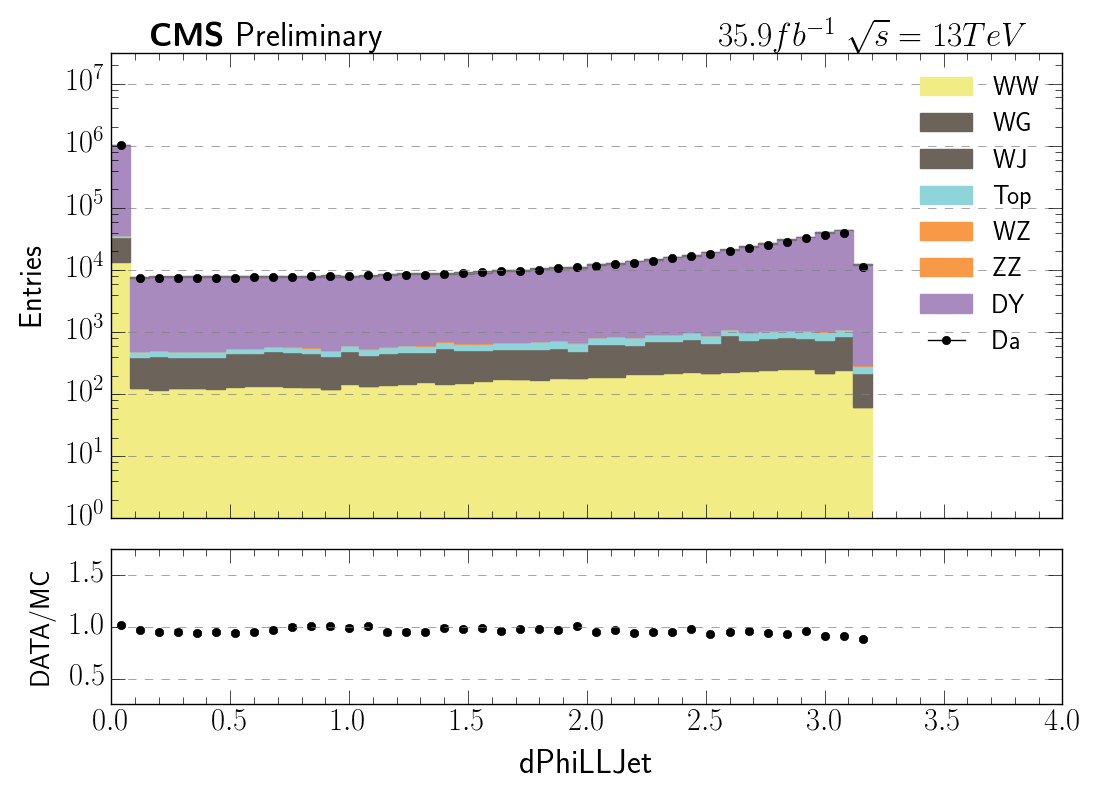 CMS Preliminary
35.9fb⁻¹ √s = 13TeV
Entries
10⁷
10⁶
10⁵
10⁴
10³
10²
10¹
10⁰
WW
WG
WJ
Top
WZ
ZZ
DY
Da
DATA/MC
1.5
1.0
0.5
0.0 0.5 1.0 1.5 2.0 2.5 3.0 3.5 4.0
dPhiLLJet